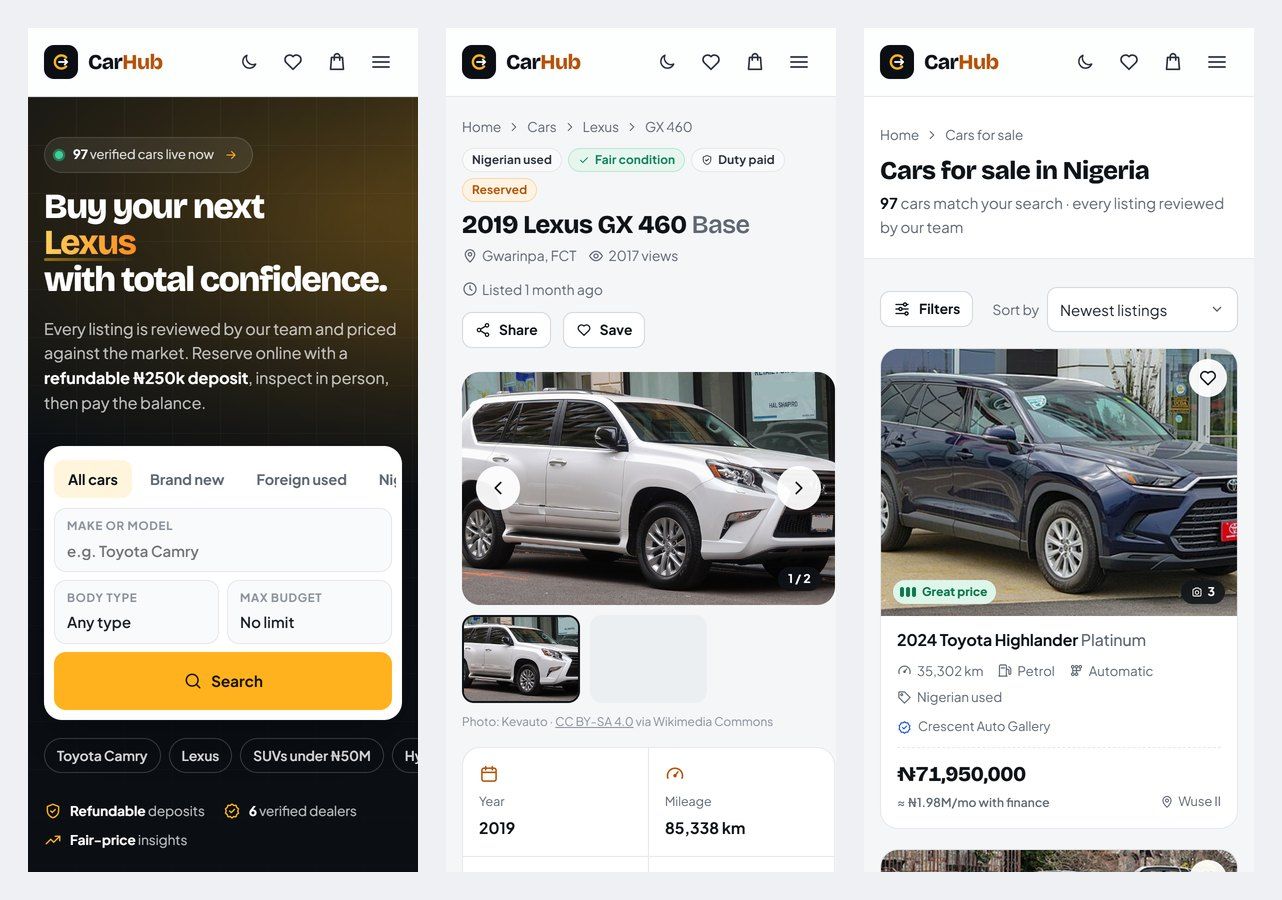 CarHub
97 verified cars live now →
Buy your next
Lexus
with total confidence.
Every listing is reviewed by our team and priced
against the market. Reserve online with a
refundable ₦250k deposit, inspect in person,
then pay the balance.
All cars Brand new Foreign used
MAKE OR MODEL
e.g. Toyota Camry
BODY TYPE MAX BUDGET
Any type No limit
Search
Toyota Camry Lexus SUVs under ₦50M
Refundable deposits 6 verified dealers
Fair-price insights
CarHub
Home > Cars > Lexus > GX 460
Nigerian used Fair condition Duty paid
Reserved
2019 Lexus GX 460 Base
Gwarinpa, FCT 2017 views
Listed 1 month ago
Share Save
HAL SHAPIRO
1 / 2
Photo: Kevauto · CC BY-SA 4.0 via Wikimedia Commons
Year Mileage
2019 85,338 km
CarHub
Home > Cars for sale
Cars for sale in Nigeria
97 cars match your search · every listing reviewed
by our team
Filters Sort by Newest listings
Great price 3
2024 Toyota Highlander Platinum
35,302 km Petrol Automatic
Nigerian used
Crescent Auto Gallery
₦71,950,000
≈ ₦1.98M/mo with finance Wuse II